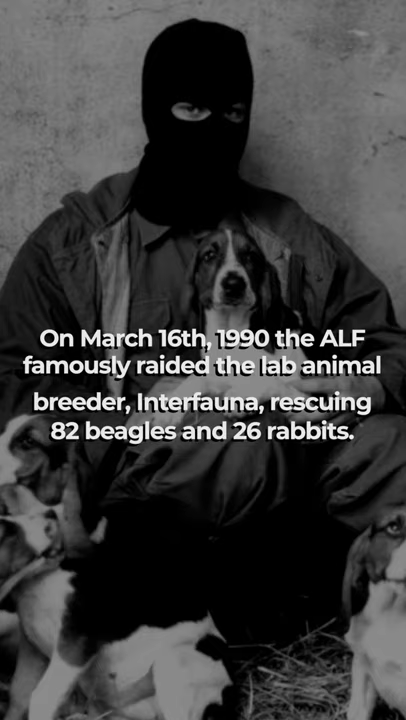 On March 16th, 1990 the ALF
famously raided the lab animal
breeder, Interfauna, rescuing
82 beagles and 26 rabbits.